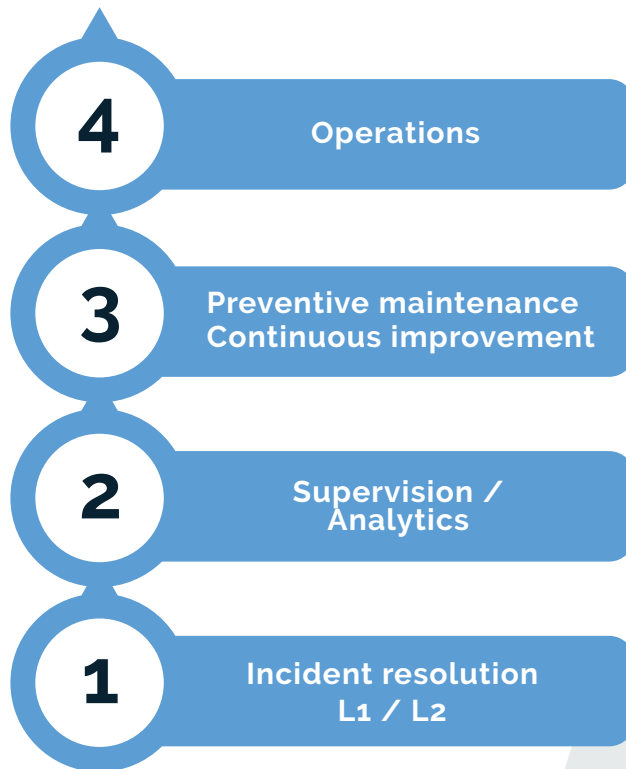 4
Operations
3
Preventive maintenance
Continuous improvement
2
Supervision /
Analytics
1
Incident resolution
L1 / L2